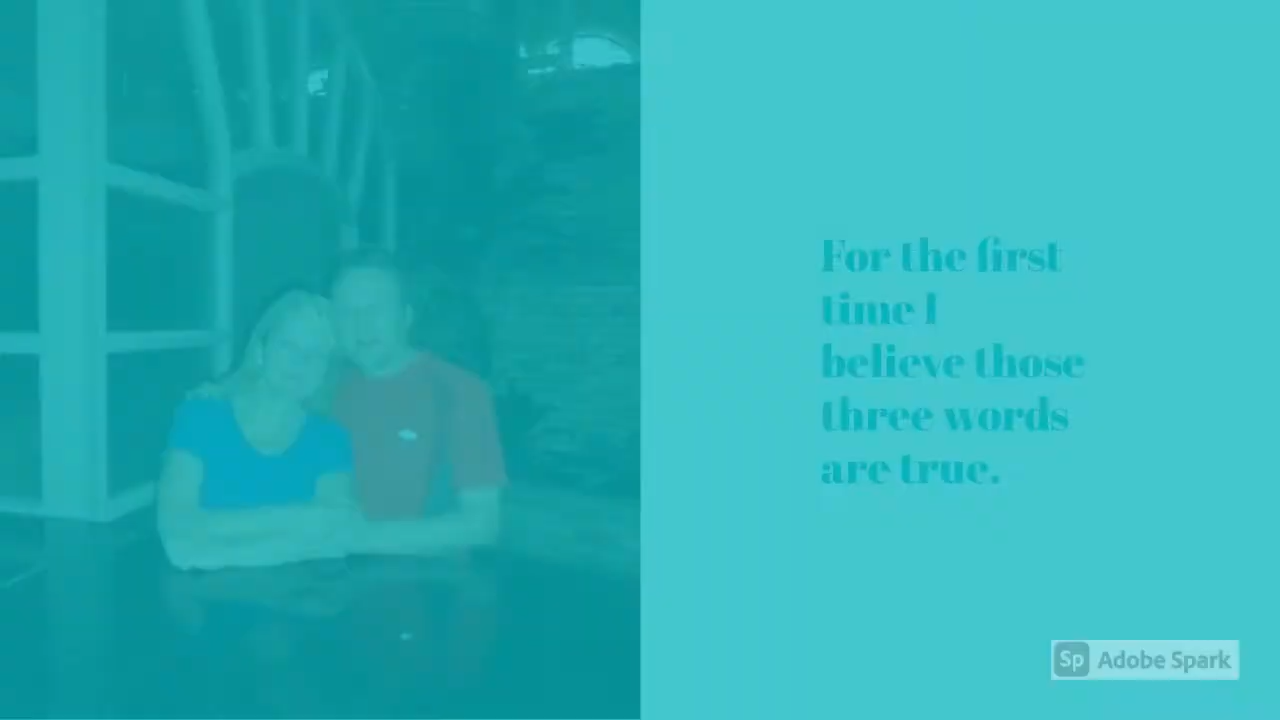 For the first
time I
believe those
three words
are true.
Sp Adobe Spark